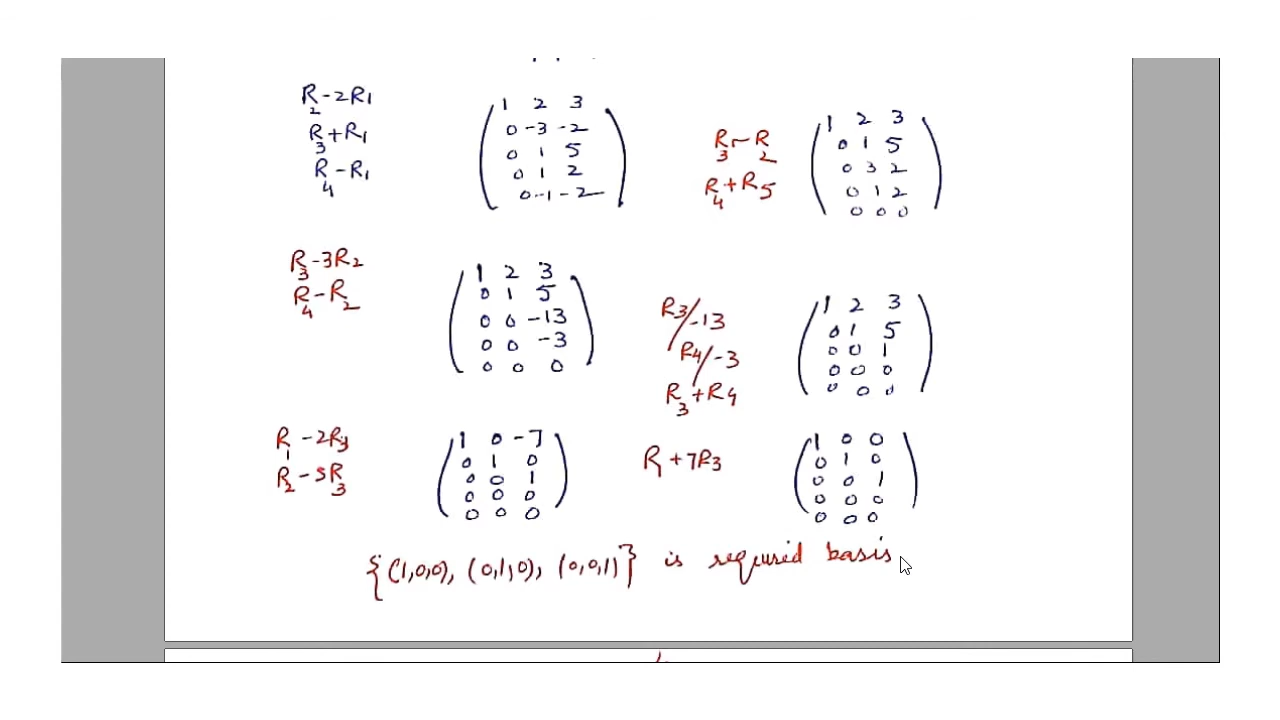 R2 - 2R1
R3 + R1
R4 - R1
1 2 3
0 -3 -2
0 1 5
0 1 2
0 -1 -2
R3 ~ R2
R4 + R5
1 2 3
0 1 5
0 3 2
0 1 2
0 0 0
R3 - 3R2
R4 - R2
1 2 3
0 1 5
0 0 -13
0 0 -3
0 0 0
R3/-13
R4/-3
R3 + R4
1 2 3
0 1 5
0 0 1
0 0 0
0 0 0
R1 - 2R3
R2 - 5R3
1 0 -7
0 1 0
0 0 1
0 0 0
0 0 0
R1 + 7R3
1 0 0
0 1 0
0 0 1
0 0 0
0 0 0
{(1,0,0), (0,1,0), (0,0,1)} is required basis